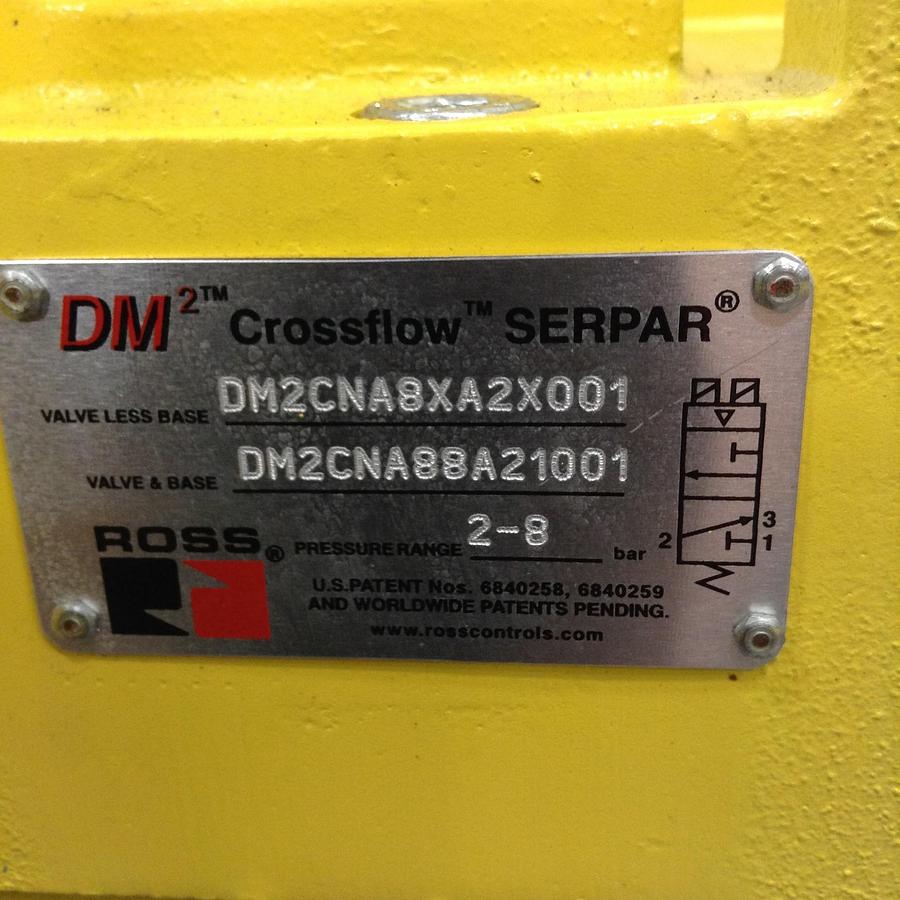 DM²™ Crossflow™ SERPAR®
VALVE LESS BASE DM2CNA8XA2X001
VALVE & BASE DM2CNA88A21001
ROSS® PRESSURE RANGE 2-8 bar
2 3
1
U.S.PATENT Nos. 6840258, 6840259
AND WORLDWIDE PATENTS PENDING.
www.rosscontrols.com